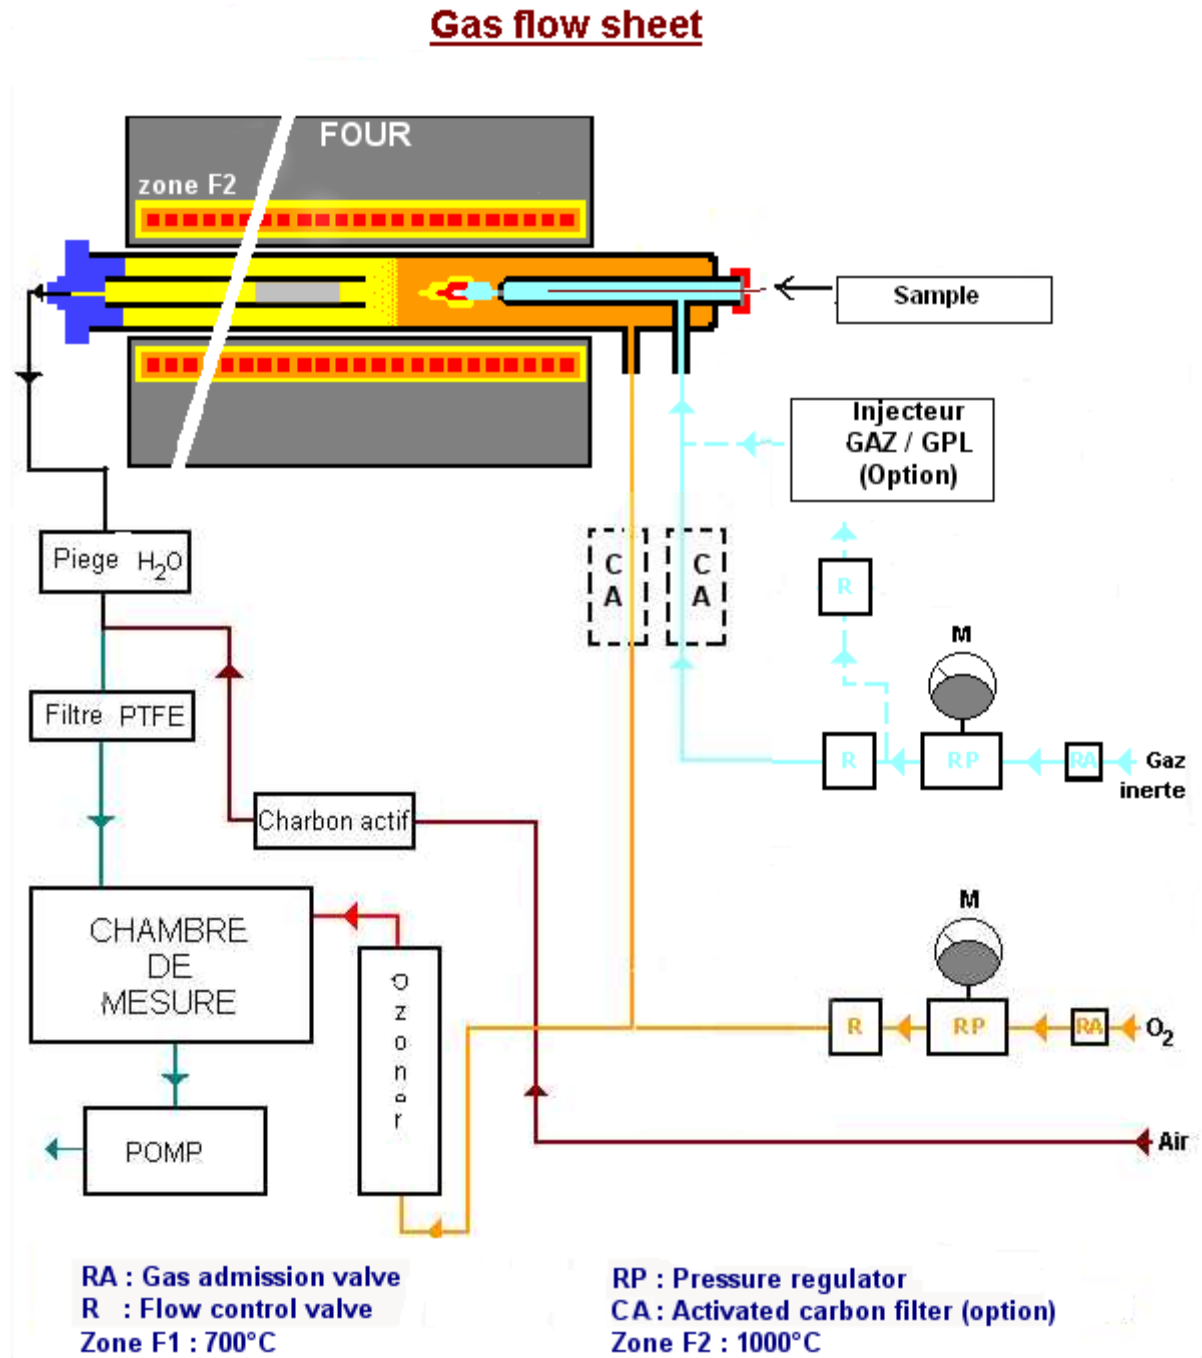 Gas flow sheet
FOUR
zone F2
Sample
Injecteur
GAZ / GPL
(Option)
C
A
C
A
R
M
Piege H2O
Filtre PTFE
R
RP
RA
Gaz
inerte
Charbon actif
M
CHAMBRE
DE
MESURE
Ozoner
R
RP
RA
O2
Air
POMP
RA : Gas admission valve
R : Flow control valve
Zone F1 : 700°C
RP : Pressure regulator
CA : Activated carbon filter (option)
Zone F2 : 1000°C